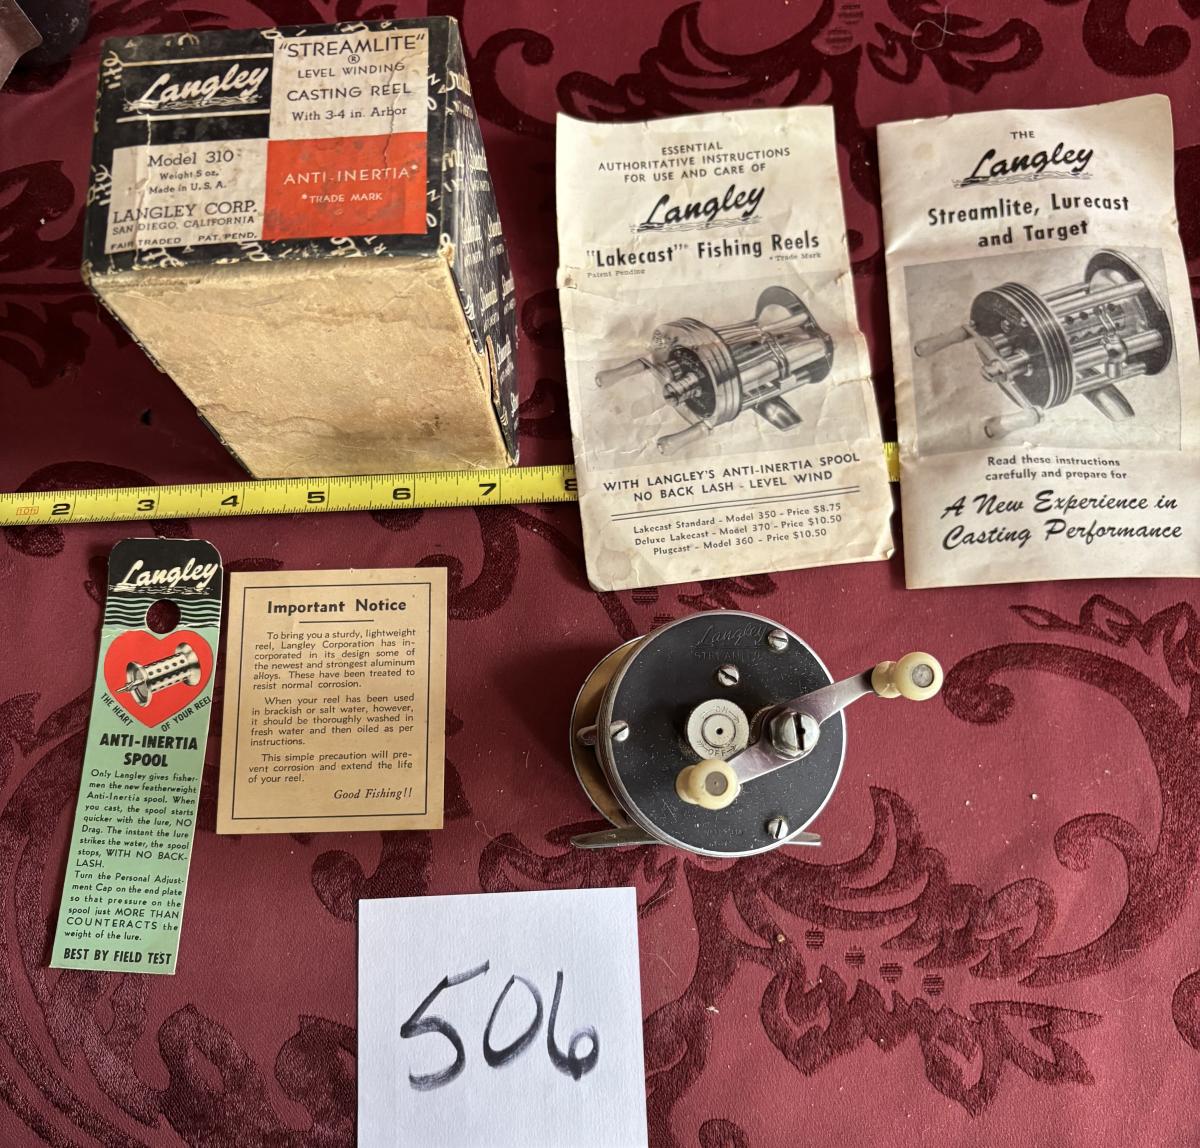 Langley
"STREAMLITE"
®
LEVEL WINDING
CASTING REEL
With 3-4 in. Arbor
Model 310
Weight 5 oz.
Made in U. S. A.
LANGLEY CORP.
SAN DIEGO, CALIFORNIA
FAIR TRADED PAT. PEND.
ANTI-INERTIA*
*TRADE MARK
ESSENTIAL
AUTHORITATIVE INSTRUCTIONS
FOR USE AND CARE OF
Langley
"Lakecast"* Fishing Reels
Patent Pending
* Trade Mark
WITH LANGLEY'S ANTI-INERTIA SPOOL
NO BACK LASH - LEVEL WIND
Lakecast Standard - Model 350 - Price $8.75
Deluxe Lakecast - Model 370 - Price $10.50
Plugcast - Model 360 - Price $10.50
THE
Langley
Streamlite, Lurecast
and Target
Read these instructions
carefully and prepare for
A New Experience in
Casting Performance
10ft 2 3 4 5 6 7 8
Langley
THE HEART OF YOUR REEL
ANTI-INERTIA
SPOOL
Only Langley gives fisher-
men the new featherweight
Anti-Inertia spool. When
you cast, the spool starts
quicker with the lure, NO
Drag. The instant the lure
strikes the water, the spool
stops, WITH NO BACK-
LASH.
Turn the Personal Adjust-
ment Cap on the end plate
so that pressure on the
spool just MORE THAN
COUNTERACTS the
weight of the lure.
BEST BY FIELD TEST
Important Notice
To bring you a sturdy, lightweight
reel, Langley Corporation has in-
corporated in its design some of
the newest and strongest aluminum
alloys. These have been treated to
resist normal corrosion.
When your reel has been used
in brackish or salt water, however,
it should be thoroughly washed in
fresh water and then oiled as per
instructions.
This simple precaution will pre-
vent corrosion and extend the life
of your reel.
Good Fishing!!
Langley
STREAMLITE
ON
OFF
506